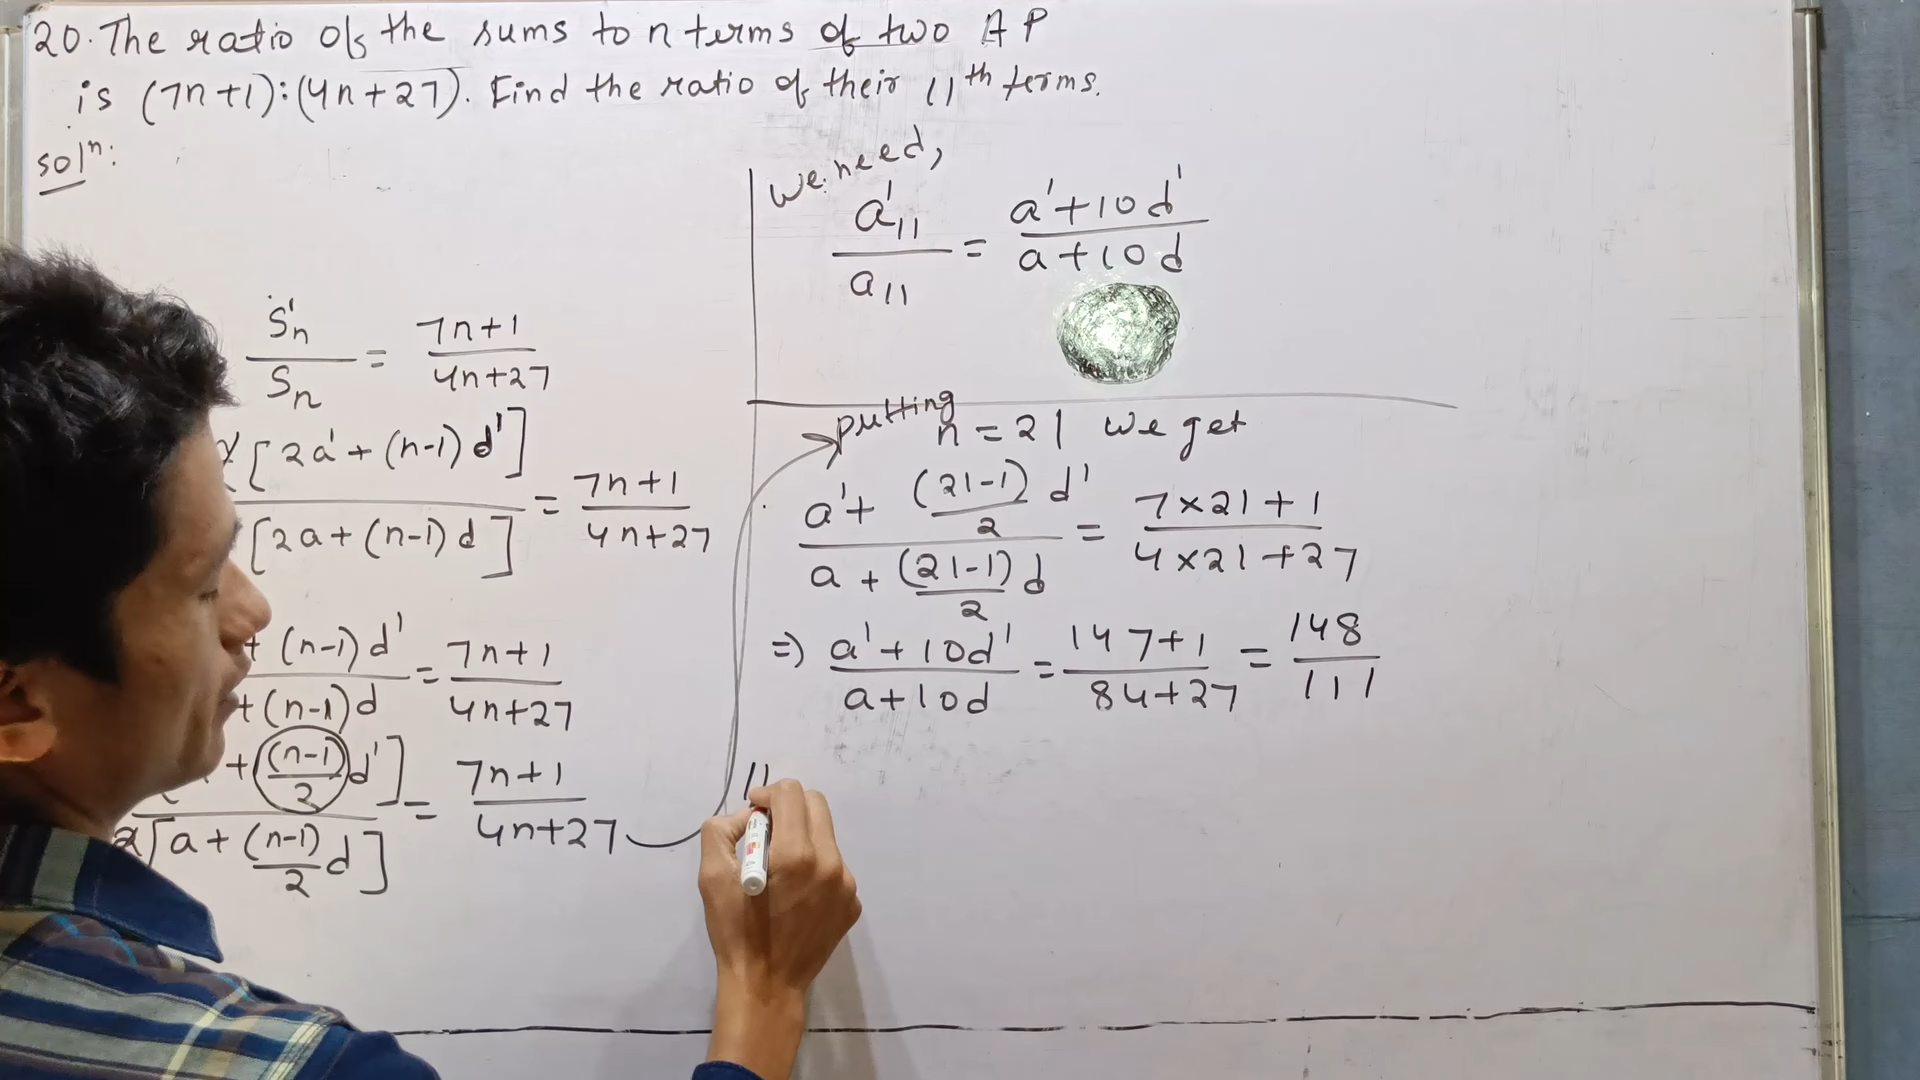 20. The ratio of the sums to n terms of two AP
is (7n+1):(4n+27). Find the ratio of their 11th terms.
solⁿ:
S'n/Sn = 7n+1/4n+27
[2a'+(n-1)d']/[2a+(n-1)d] = 7n+1/4n+27
+(n-1)d'/+(n-1)d = 7n+1/4n+27
+(n-1)/2 d']/2[a+(n-1)/2 d] = 7n+1/4n+27
We need,
a'11/a11 = a'+10d'/a+10d
putting
n=21 we get
a'+(21-1)/2 d'/a+(21-1)/2 d = 7×21+1/4×21+27
=) a'+10d'/a+10d = 147+1/84+27 = 148/111